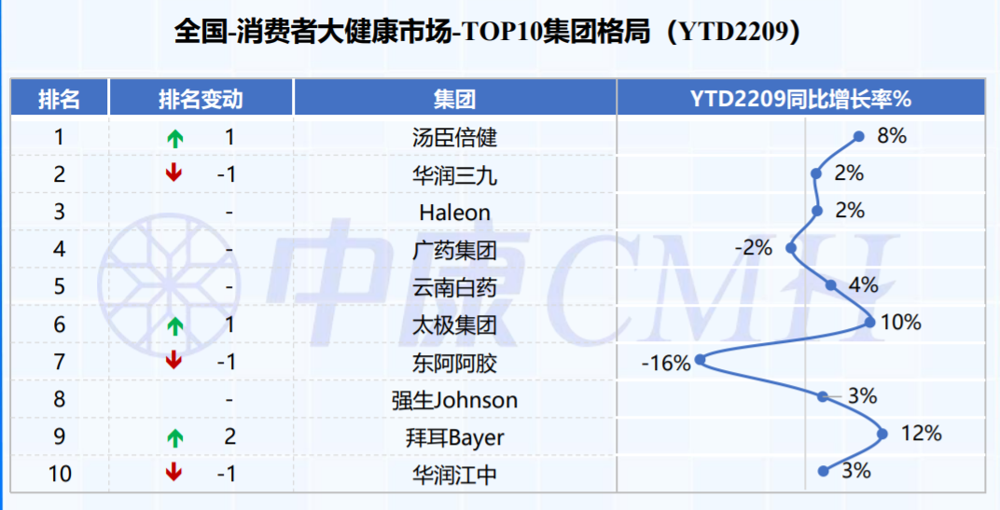 全国-消费者大健康市场-TOP10集团格局（YTD2209）
排名 排名变动 集团 YTD2209同比增长率%
1 1 汤臣倍健 8%
2 -1 华润三九 2%
3 - Haleon 2%
4 - 广药集团 -2%
5 - 云南白药 4%
6 1 太极集团 10%
7 -1 东阿阿胶 -16%
8 - 强生Johnson 3%
9 2 拜耳Bayer 12%
10 -1 华润江中 3%
中康CMH